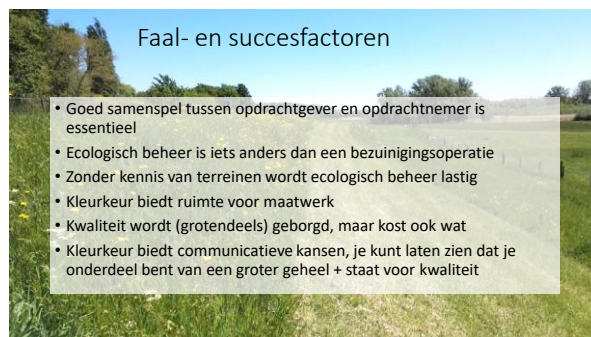 Faal- en succesfactoren
• Goed samenspel tussen opdrachtgever en opdrachtnemer is
essentieel
• Ecologisch beheer is iets anders dan een bezuinigingsoperatie
• Zonder kennis van terreinen wordt ecologisch beheer lastig
• Kleurkeur biedt ruimte voor maatwerk
• Kwaliteit wordt (grotendeels) geborgd, maar kost ook wat
• Kleurkeur biedt communicatieve kansen, je kunt laten zien dat je
onderdeel bent van een groter geheel + staat voor kwaliteit